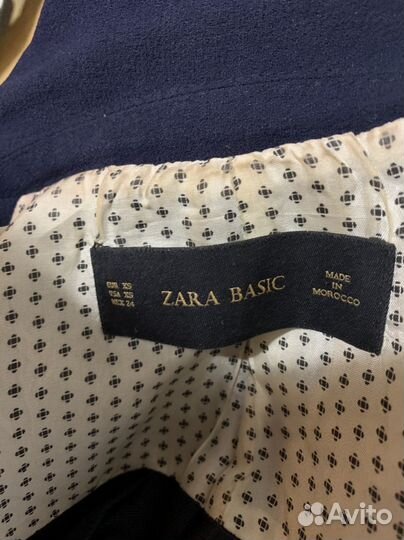 EUR XS
USA XS
MEX 24
ZARA BASIC
MADE
IN
MOROCCO
Avito